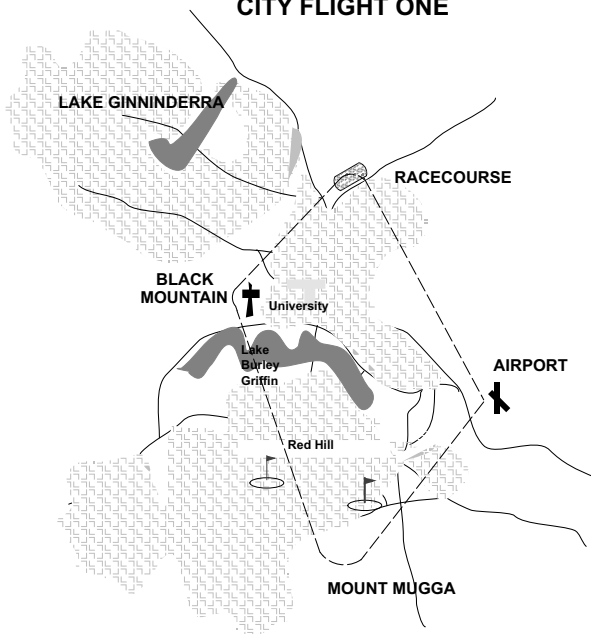 CITY FLIGHT ONE
LAKE GINNINDERRA
RACECOURSE
BLACK
MOUNTAIN
University
Lake
Burley
Griffin
AIRPORT
Red Hill
MOUNT MUGGA